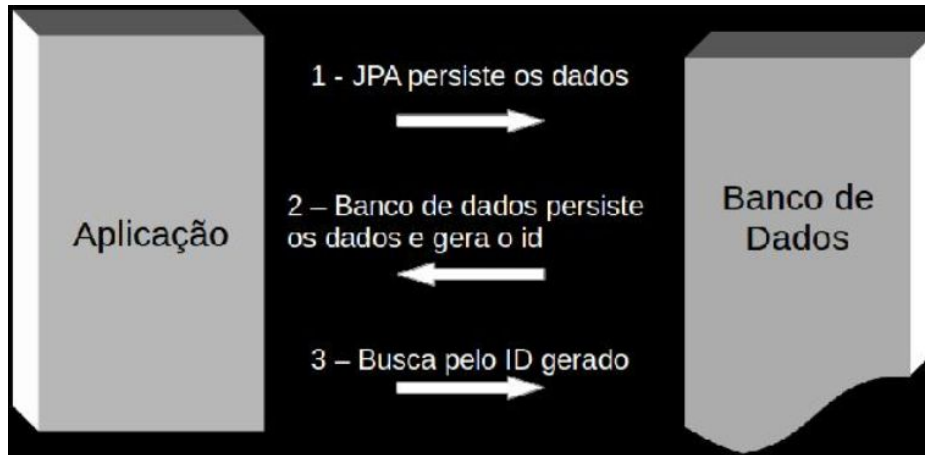 1 - JPA persiste os dados
Aplicação
2 – Banco de dados persiste
os dados e gera o id
Banco de
Dados
3 – Busca pelo ID gerado